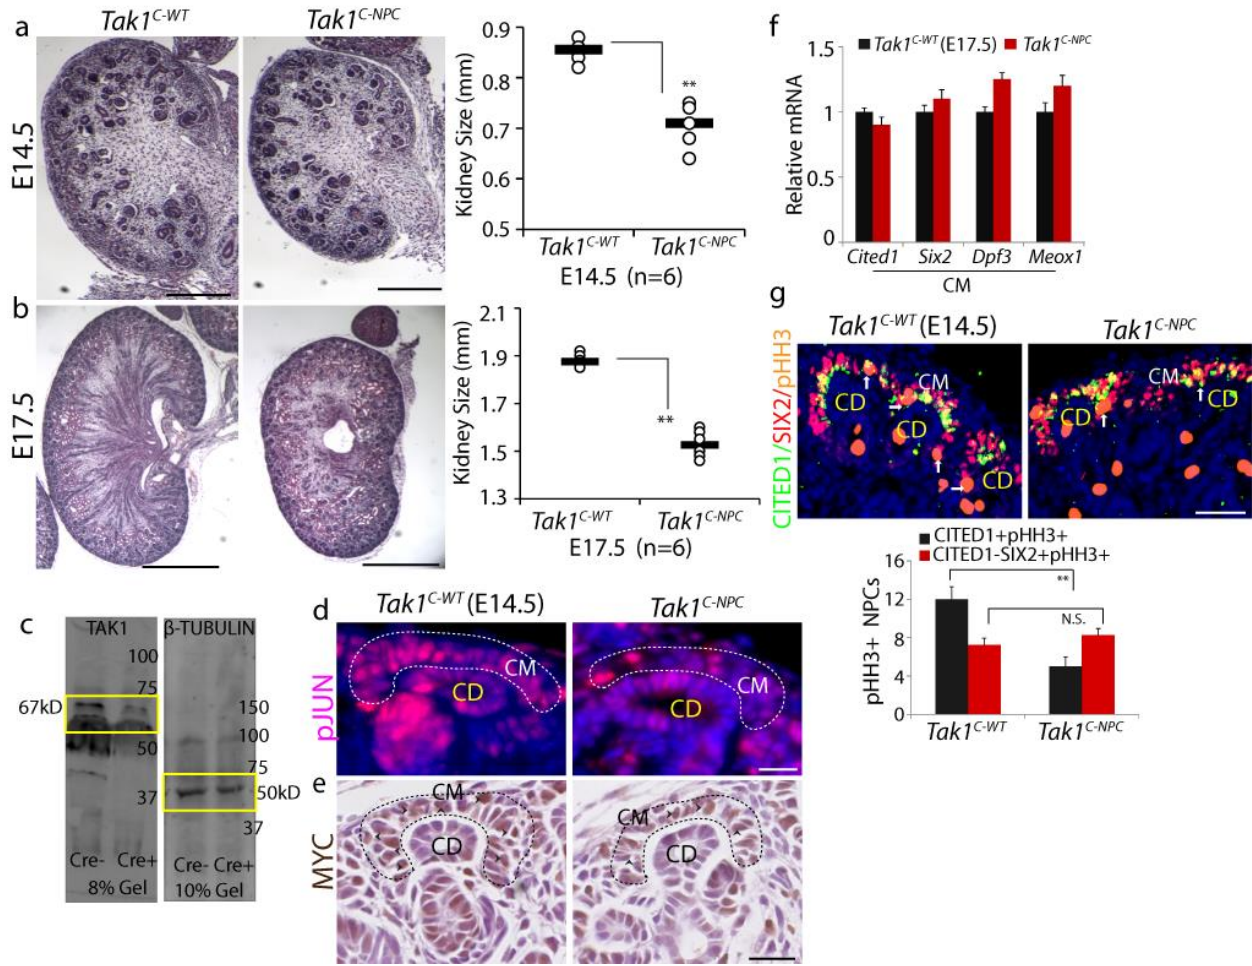 a
Tak1C-WT
Tak1C-NPC
E14.5
Kidney Size (mm)
0.9
0.8
0.7
0.6
0.5
**
Tak1C-WT
Tak1C-NPC
E14.5 (n=6)
b
E17.5
Kidney Size (mm)
2.1
1.9
1.7
1.5
1.3
**
Tak1C-WT
Tak1C-NPC
E17.5 (n=6)
c
TAK1
β-TUBULIN
100
75
67kD
50
37
150
100
75
50kD
37
Cre- Cre+
8% Gel
Cre- Cre+
10% Gel
d
Tak1C-WT (E14.5)
Tak1C-NPC
pJUN
CM
CD
CM
CD
e
MYC
CM
CD
CM
CD
f
Tak1C-WT (E17.5)
Tak1C-NPC
Relative mRNA
1.5
1
0.5
0
Cited1 Six2 Dpf3 Meox1
CM
g
Tak1C-WT (E14.5)
Tak1C-NPC
CITED1/SIX2/pHH3
CM
CD
CD
CD
CM
CD
CD
CITED1+pHH3+
CITED1-SIX2+pHH3+
pHH3+ NPCs
16
12
8
4
0
**
N.S.
Tak1C-WT
Tak1C-NPC